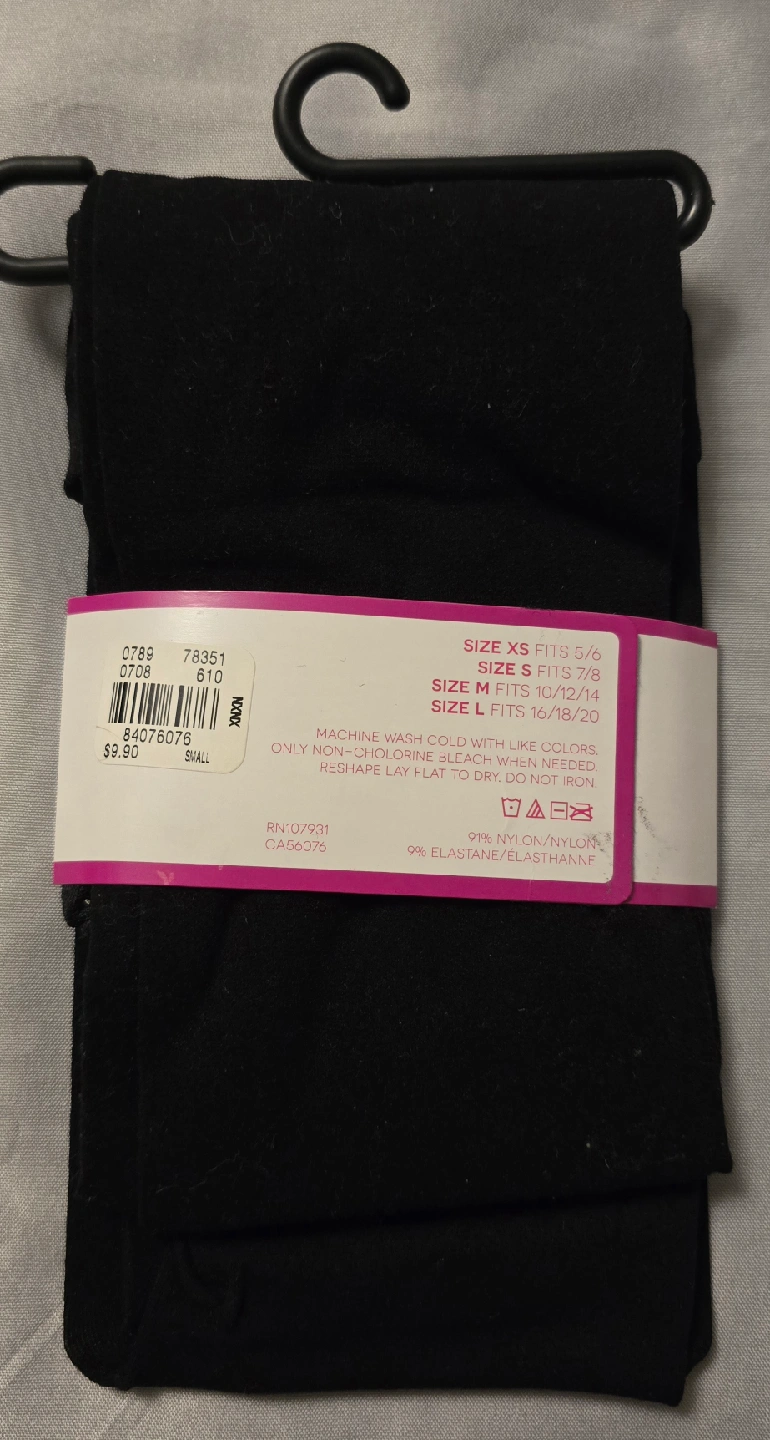 0789 78351
0708 610
NXXNX
84076076
$9.90 SMALL
SIZE XS FITS 5/6
SIZE S FITS 7/8
SIZE M FITS 10/12/14
SIZE L FITS 16/18/20
MACHINE WASH COLD WITH LIKE COLORS.
ONLY NON-CHOLORINE BLEACH WHEN NEEDED.
RESHAPE LAY FLAT TO DRY. DO NOT IRON.
RN107931
CA56076
91% NYLON/NYLON
9% ELASTANE/ÉLASTHANNE